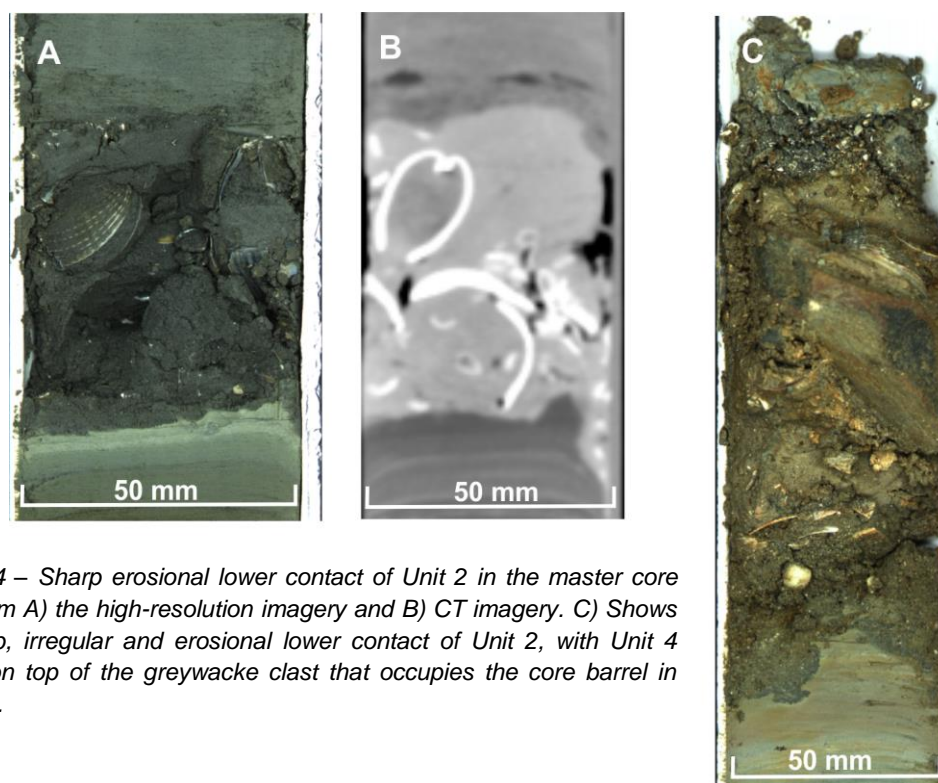 A
B
C
50 mm
50 mm
4 – Sharp erosional lower contact of Unit 2 in the master core
A) the high-resolution imagery and B) CT imagery. C) Shows
, irregular and erosional lower contact of Unit 2, with Unit 4
top of the greywacke clast that occupies the core barrel in
50 mm